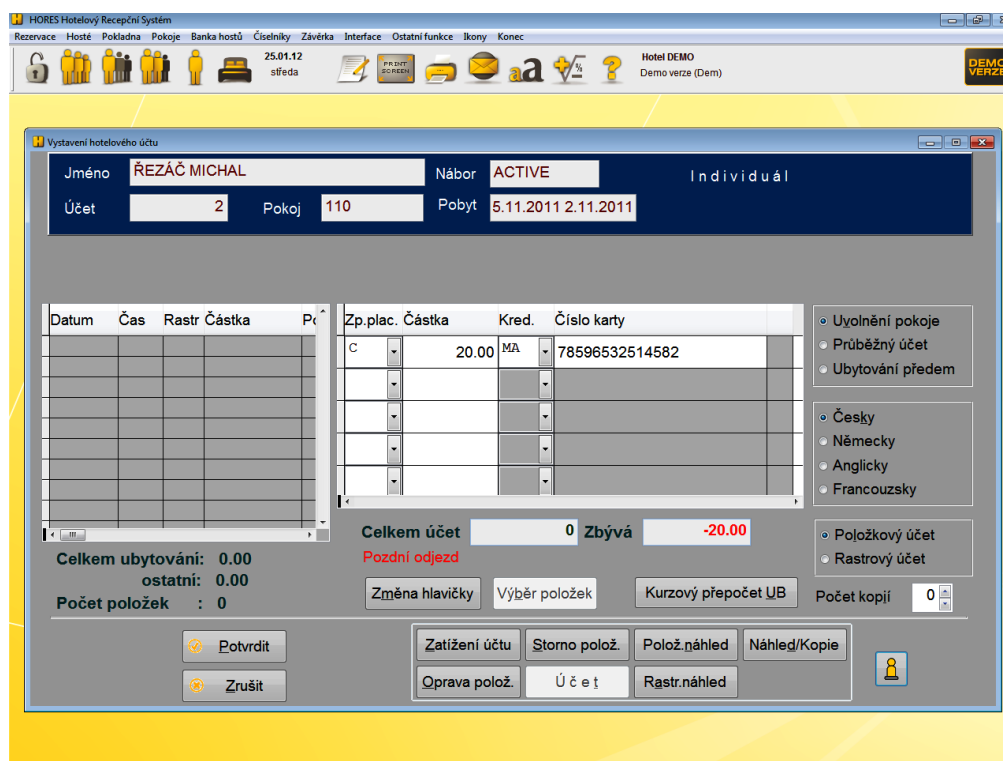 HORES Hotelový Recepční Systém
Rezervace Hosté Pokladna Pokoje Banka hostů Číselníky Závěrka Interface Ostatní funkce Ikony Konec
25.01.12
středa
PRINT
SCREEN
aa
Hotel DEMO
Demo verze (Dem)
DEMO
VERZE
Vystavení hotelového účtu
Jméno ŘEZÁČ MICHAL Nábor ACTIVE Individuál
Účet 2 Pokoj 110 Pobyt 5.11.2011 2.11.2011
Datum Čas Rastr Částka
Zp.plac. Částka Kred. Číslo karty
C 20.00 MA 78596532514582
Uvolnění pokoje
Průběžný účet
Ubytování předem
Česky
Německy
Anglicky
Francouzsky
Celkem účet 0 Zbývá -20.00
Pozdní odjezd
Položkový účet
Rastrový účet
Celkem ubytování: 0.00
ostatní: 0.00
Počet položek : 0
Změna hlavičky Výběr položek Kurzový přepočet UB
Počet kopjí 0
Potvrdit
Zrušit
Zatížení účtu Storno polož. Polož.náhled Náhled/Kopie
Oprava polož. Účet Rastr.náhled